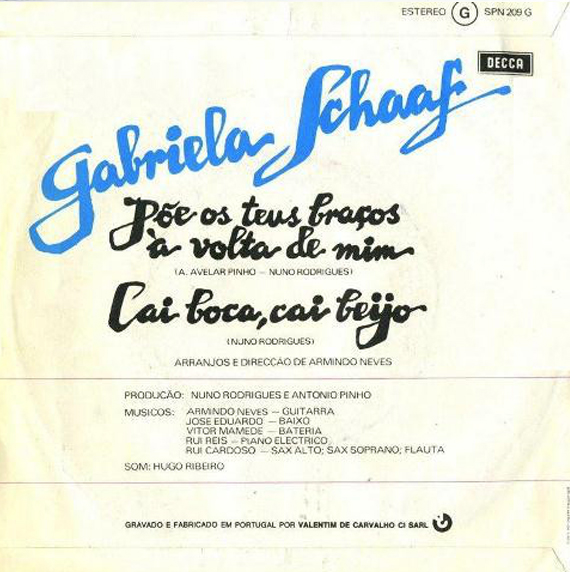 ESTEREO G SPN 209 G
DECCA
Gabriela Schaaf
Põe os teus braços
à volta de mim
(A. AVELAR PINHO — NUNO RODRIGUES)
Cai boca, cai beijo
(NUNO RODRIGUES)
ARRANJOS E DIRECÇÃO DE ARMINDO NEVES
PRODUÇÃO: NUNO RODRIGUES E ANTONIO PINHO
MUSICOS: ARMINDO NEVES — GUITARRA
JOSE EDUARDO — BAIXO
VITOR MAMEDE — BATERIA
RUI REIS — PIANO ELECTRICO
RUI CARDOSO — SAX ALTO; SAX SOPRANO; FLAUTA
SOM: HUGO RIBEIRO
GRAVADO E FABRICADO EM PORTUGAL POR VALENTIM DE CARVALHO CI SARL